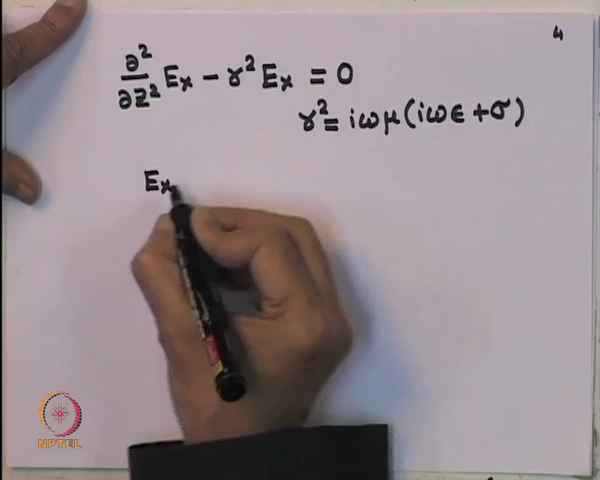 4
∂²/∂z² Ex − γ² Ex = 0
γ² = iωμ(iωϵ + σ)
Ex
NPTEL